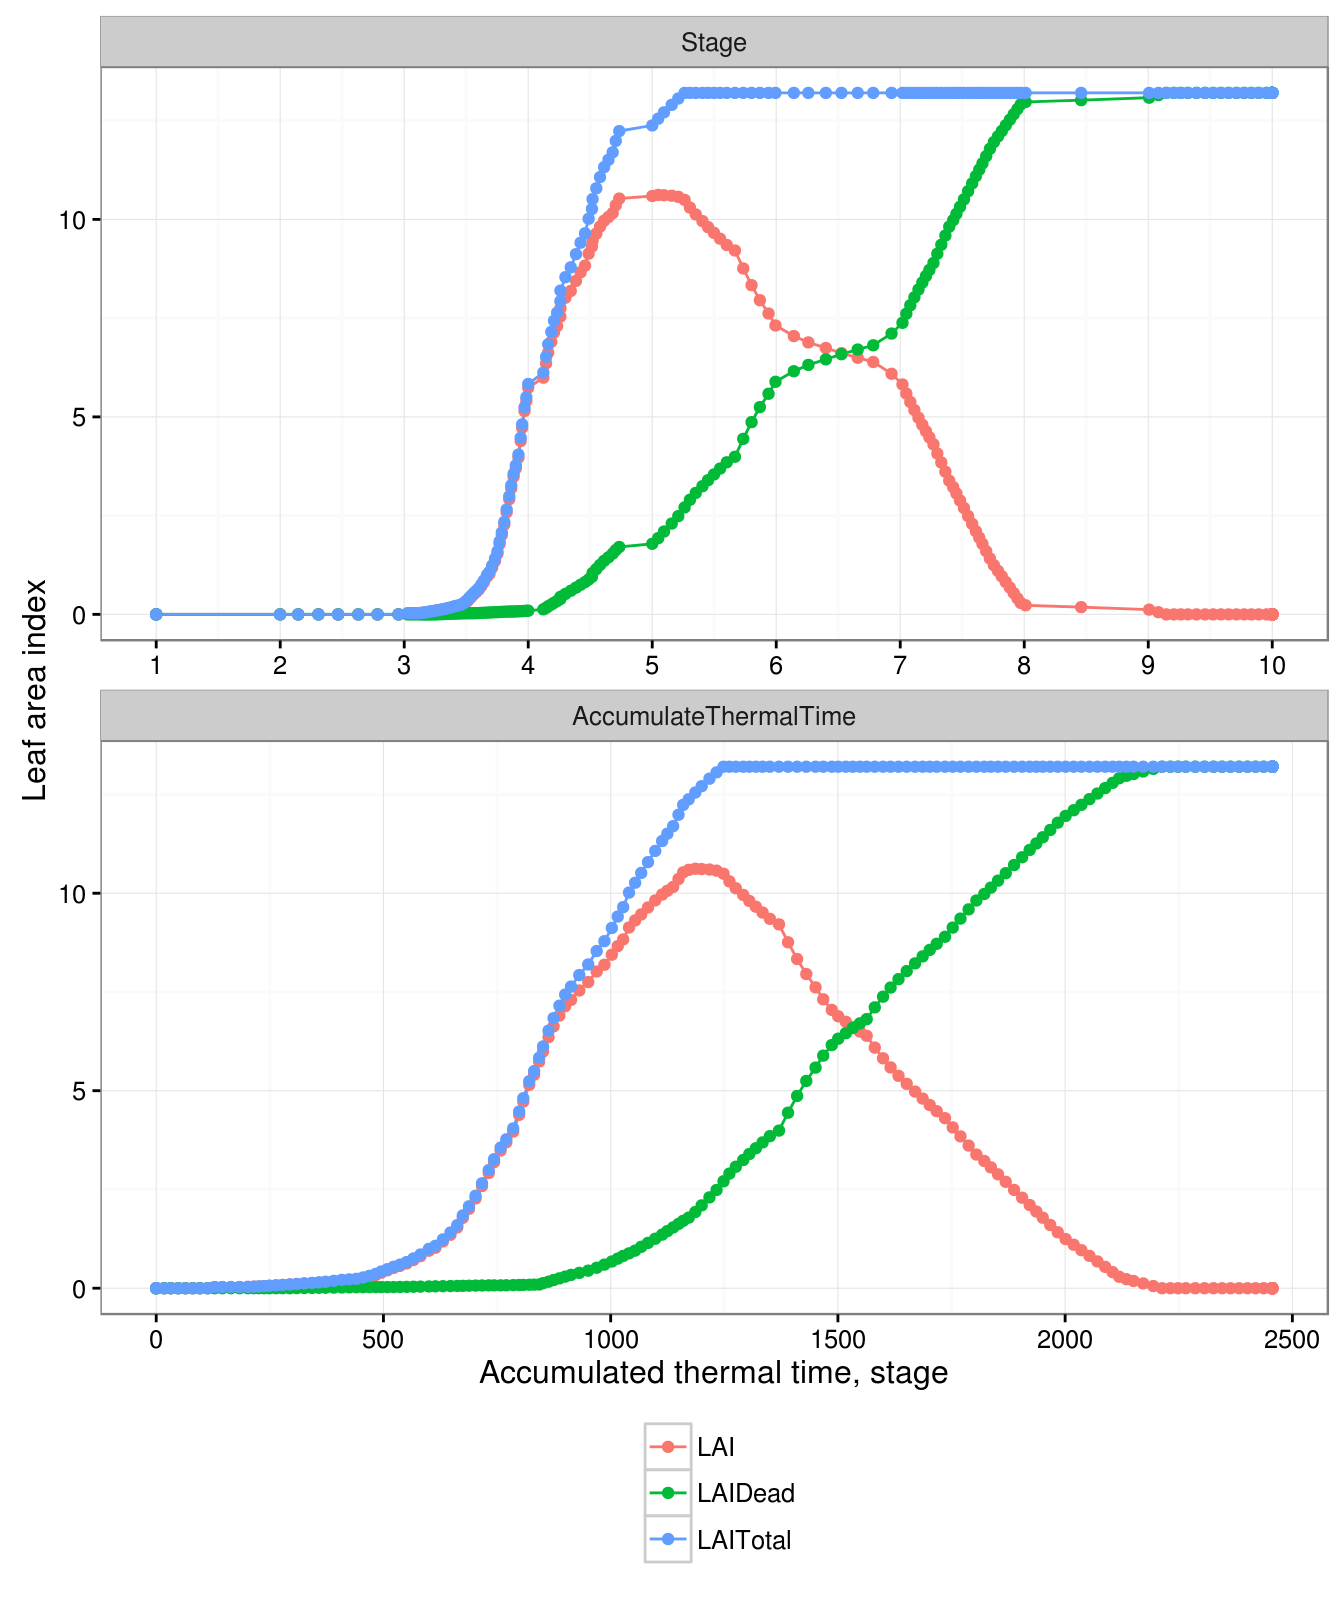 Stage
10
5
0
1 2 3 4 5 6 7 8 9 10
AccumulateThermalTime
10
5
0
0 500 1000 1500 2000 2500
Leaf area index
Accumulated thermal time, stage
LAI
LAIDead
LAITotal